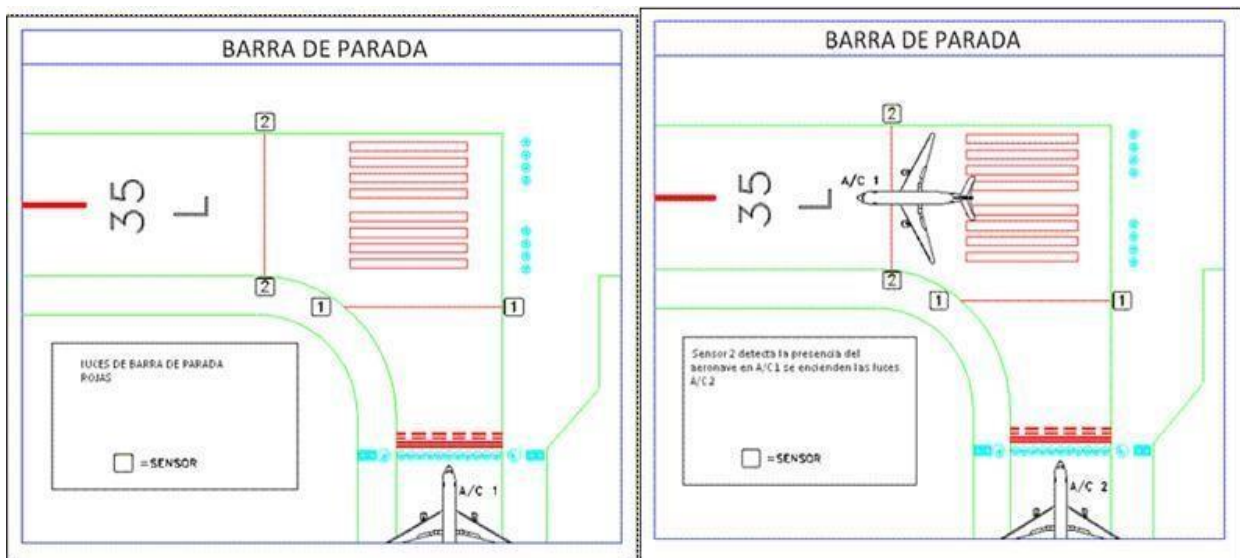 BARRA DE PARADA
2
35
L
2
1
1
LUCES DE BARRA DE PARADA
ROJAS
=SENSOR
A/C 1
BARRA DE PARADA
2
A/C 1
35
L
2
1
1
Sensor 2 detecta la presencia del
aeronave en A/C1 se encienden las luces
A/C2
=SENSOR
A/C 2